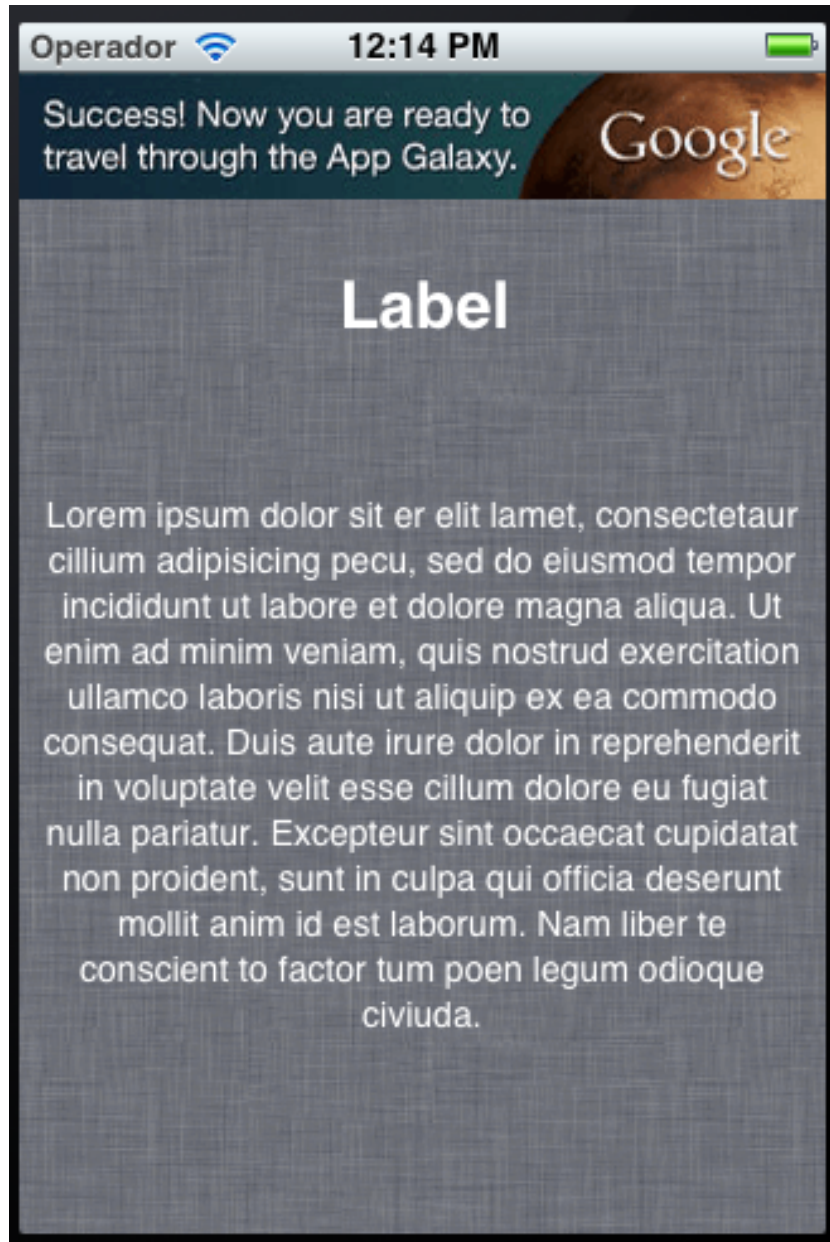 Operador 12:14 PM
Success! Now you are ready to
travel through the App Galaxy.
Google
Label
Lorem ipsum dolor sit er elit lamet, consectetaur
cillium adipisicing pecu, sed do eiusmod tempor
incididunt ut labore et dolore magna aliqua. Ut
enim ad minim veniam, quis nostrud exercitation
ullamco laboris nisi ut aliquip ex ea commodo
consequat. Duis aute irure dolor in reprehenderit
in voluptate velit esse cillum dolore eu fugiat
nulla pariatur. Excepteur sint occaecat cupidatat
non proident, sunt in culpa qui officia deserunt
mollit anim id est laborum. Nam liber te
conscient to factor tum poen legum odioque
civiuda.